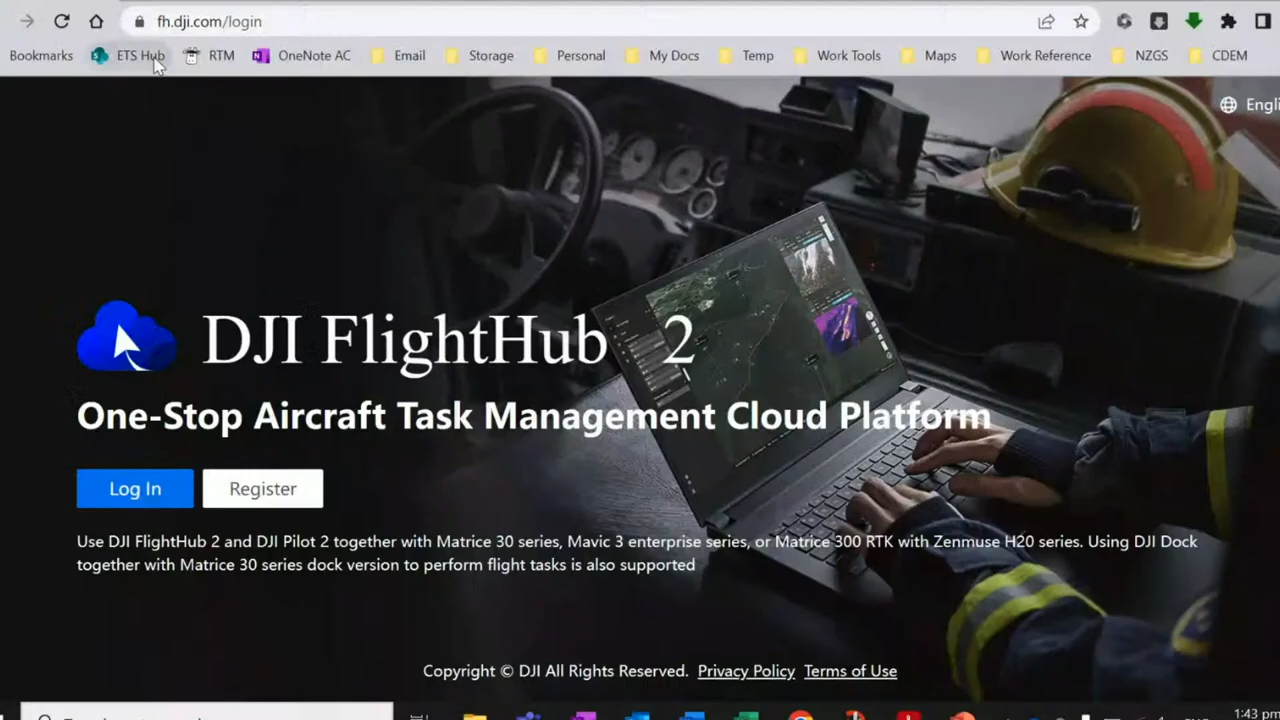 fh.dji.com/login
Bookmarks ETS Hub RTM OneNote AC Email Storage Personal My Docs Temp Work Tools Maps Work Reference NZGS CDEM
DJI FlightHub 2
One-Stop Aircraft Task Management Cloud Platform
Log In Register
Use DJI FlightHub 2 and DJI Pilot 2 together with Matrice 30 series, Mavic 3 enterprise series, or Matrice 300 RTK with Zenmuse H20 series. Using DJI Dock
together with Matrice 30 series dock version to perform flight tasks is also supported
Copyright © DJI All Rights Reserved. Privacy Policy Terms of Use
1:43 pm